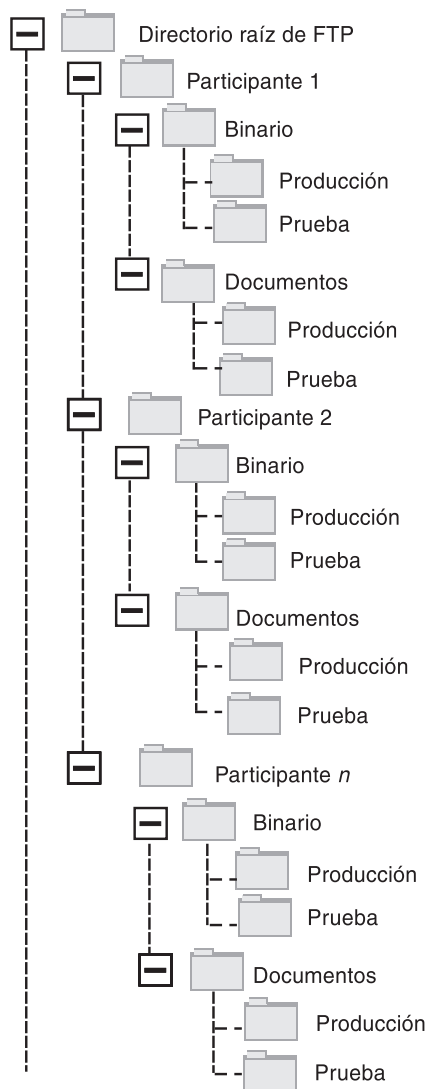 Directorio raíz de FTP
Participante 1
Binario
Producción
Prueba
Documentos
Producción
Prueba
Participante 2
Binario
Producción
Prueba
Documentos
Producción
Prueba
Participante n
Binario
Producción
Prueba
Documentos
Producción
Prueba